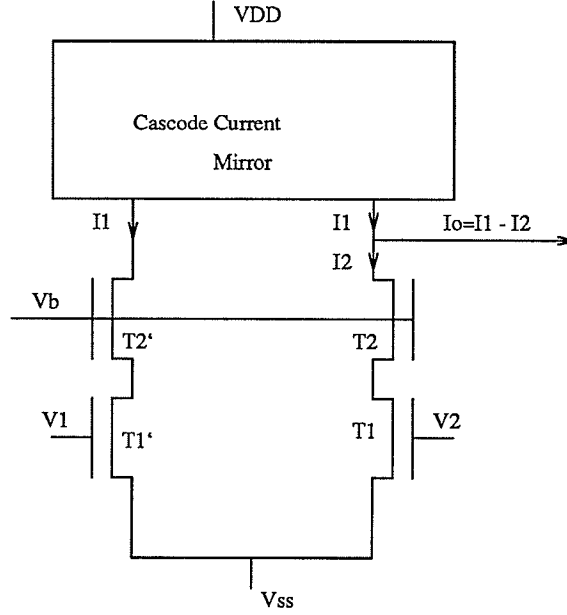 VDD
Cascode Current
Mirror
I1
I1
Io=I1 - I2
I2
Vb
T2‘
T2
V1
T1‘
T1
V2
Vss